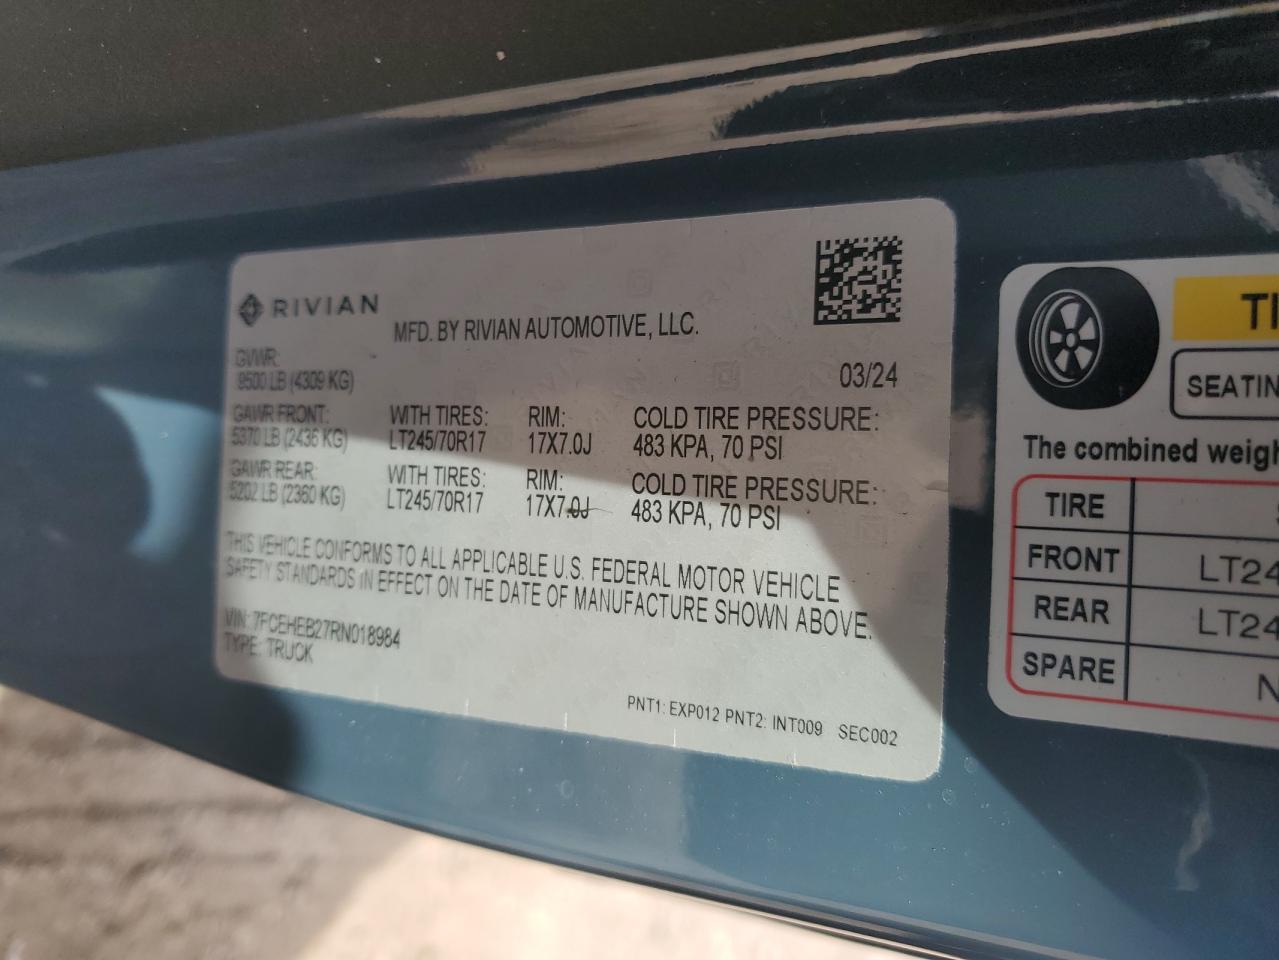 RIVIAN
MFD. BY RIVIAN AUTOMOTIVE, LLC.
GVWR:
9500 LB (4309 KG)
03/24
GAWR FRONT: WITH TIRES: RIM: COLD TIRE PRESSURE:
5370 LB (2436 KG) LT245/70R17 17X7.0J 483 KPA, 70 PSI
GAWR REAR: WITH TIRES: RIM: COLD TIRE PRESSURE:
5202 LB (2360 KG) LT245/70R17 17X7.0J 483 KPA, 70 PSI
THIS VEHICLE CONFORMS TO ALL APPLICABLE U.S. FEDERAL MOTOR VEHICLE
SAFETY STANDARDS IN EFFECT ON THE DATE OF MANUFACTURE SHOWN ABOVE.
VIN: 7FCEHEB27RN018984
TYPE: TRUCK
PNT1: EXP012 PNT2: INT009 SEC002
TI
SEATIN
The combined weigh
TIRE
FRONT LT24
REAR LT24
SPARE N